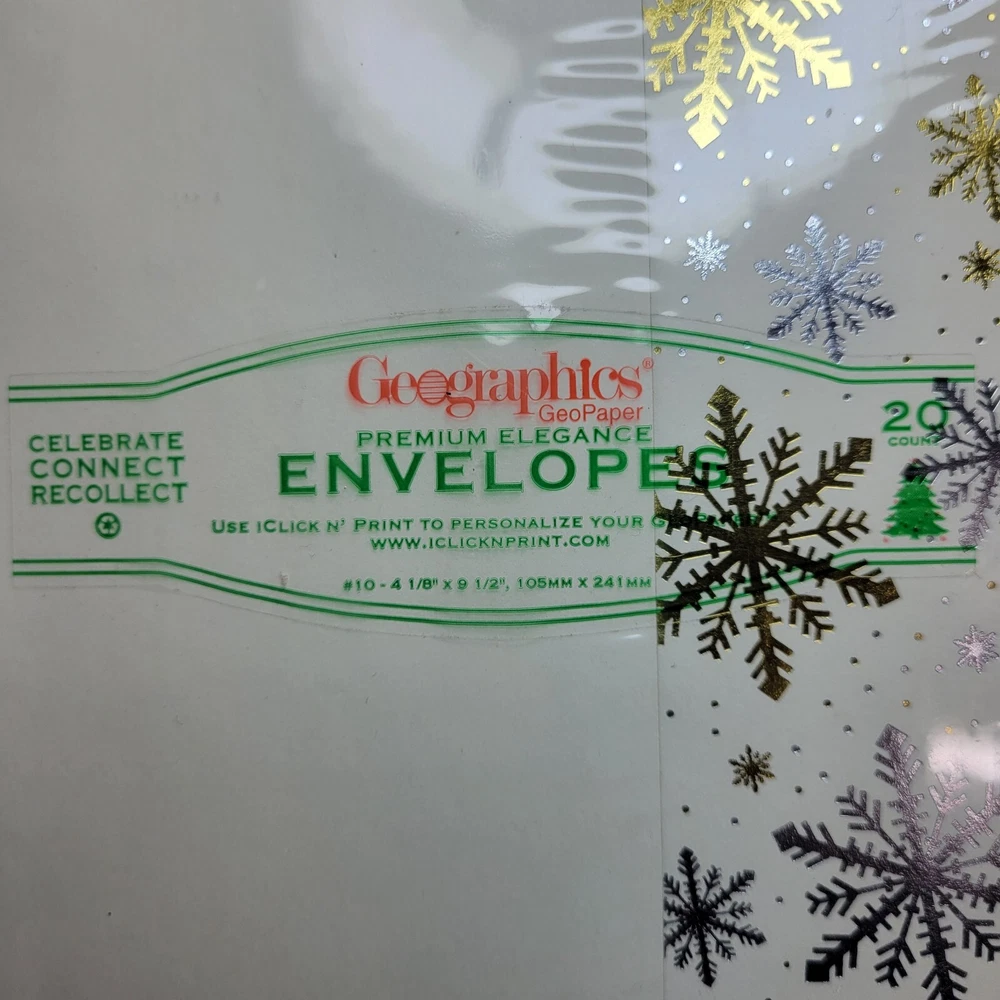 Geographics®
GeoPaper
PREMIUM ELEGANCE
ENVELOPES
USE ICLICK N' PRINT TO PERSONALIZE YOUR
WWW.ICLICKNPRINT.COM
#10 - 4 1/8" X 9 1/2", 105MM X 241MM
CELEBRATE
CONNECT
RECOLLECT
20
COUNT